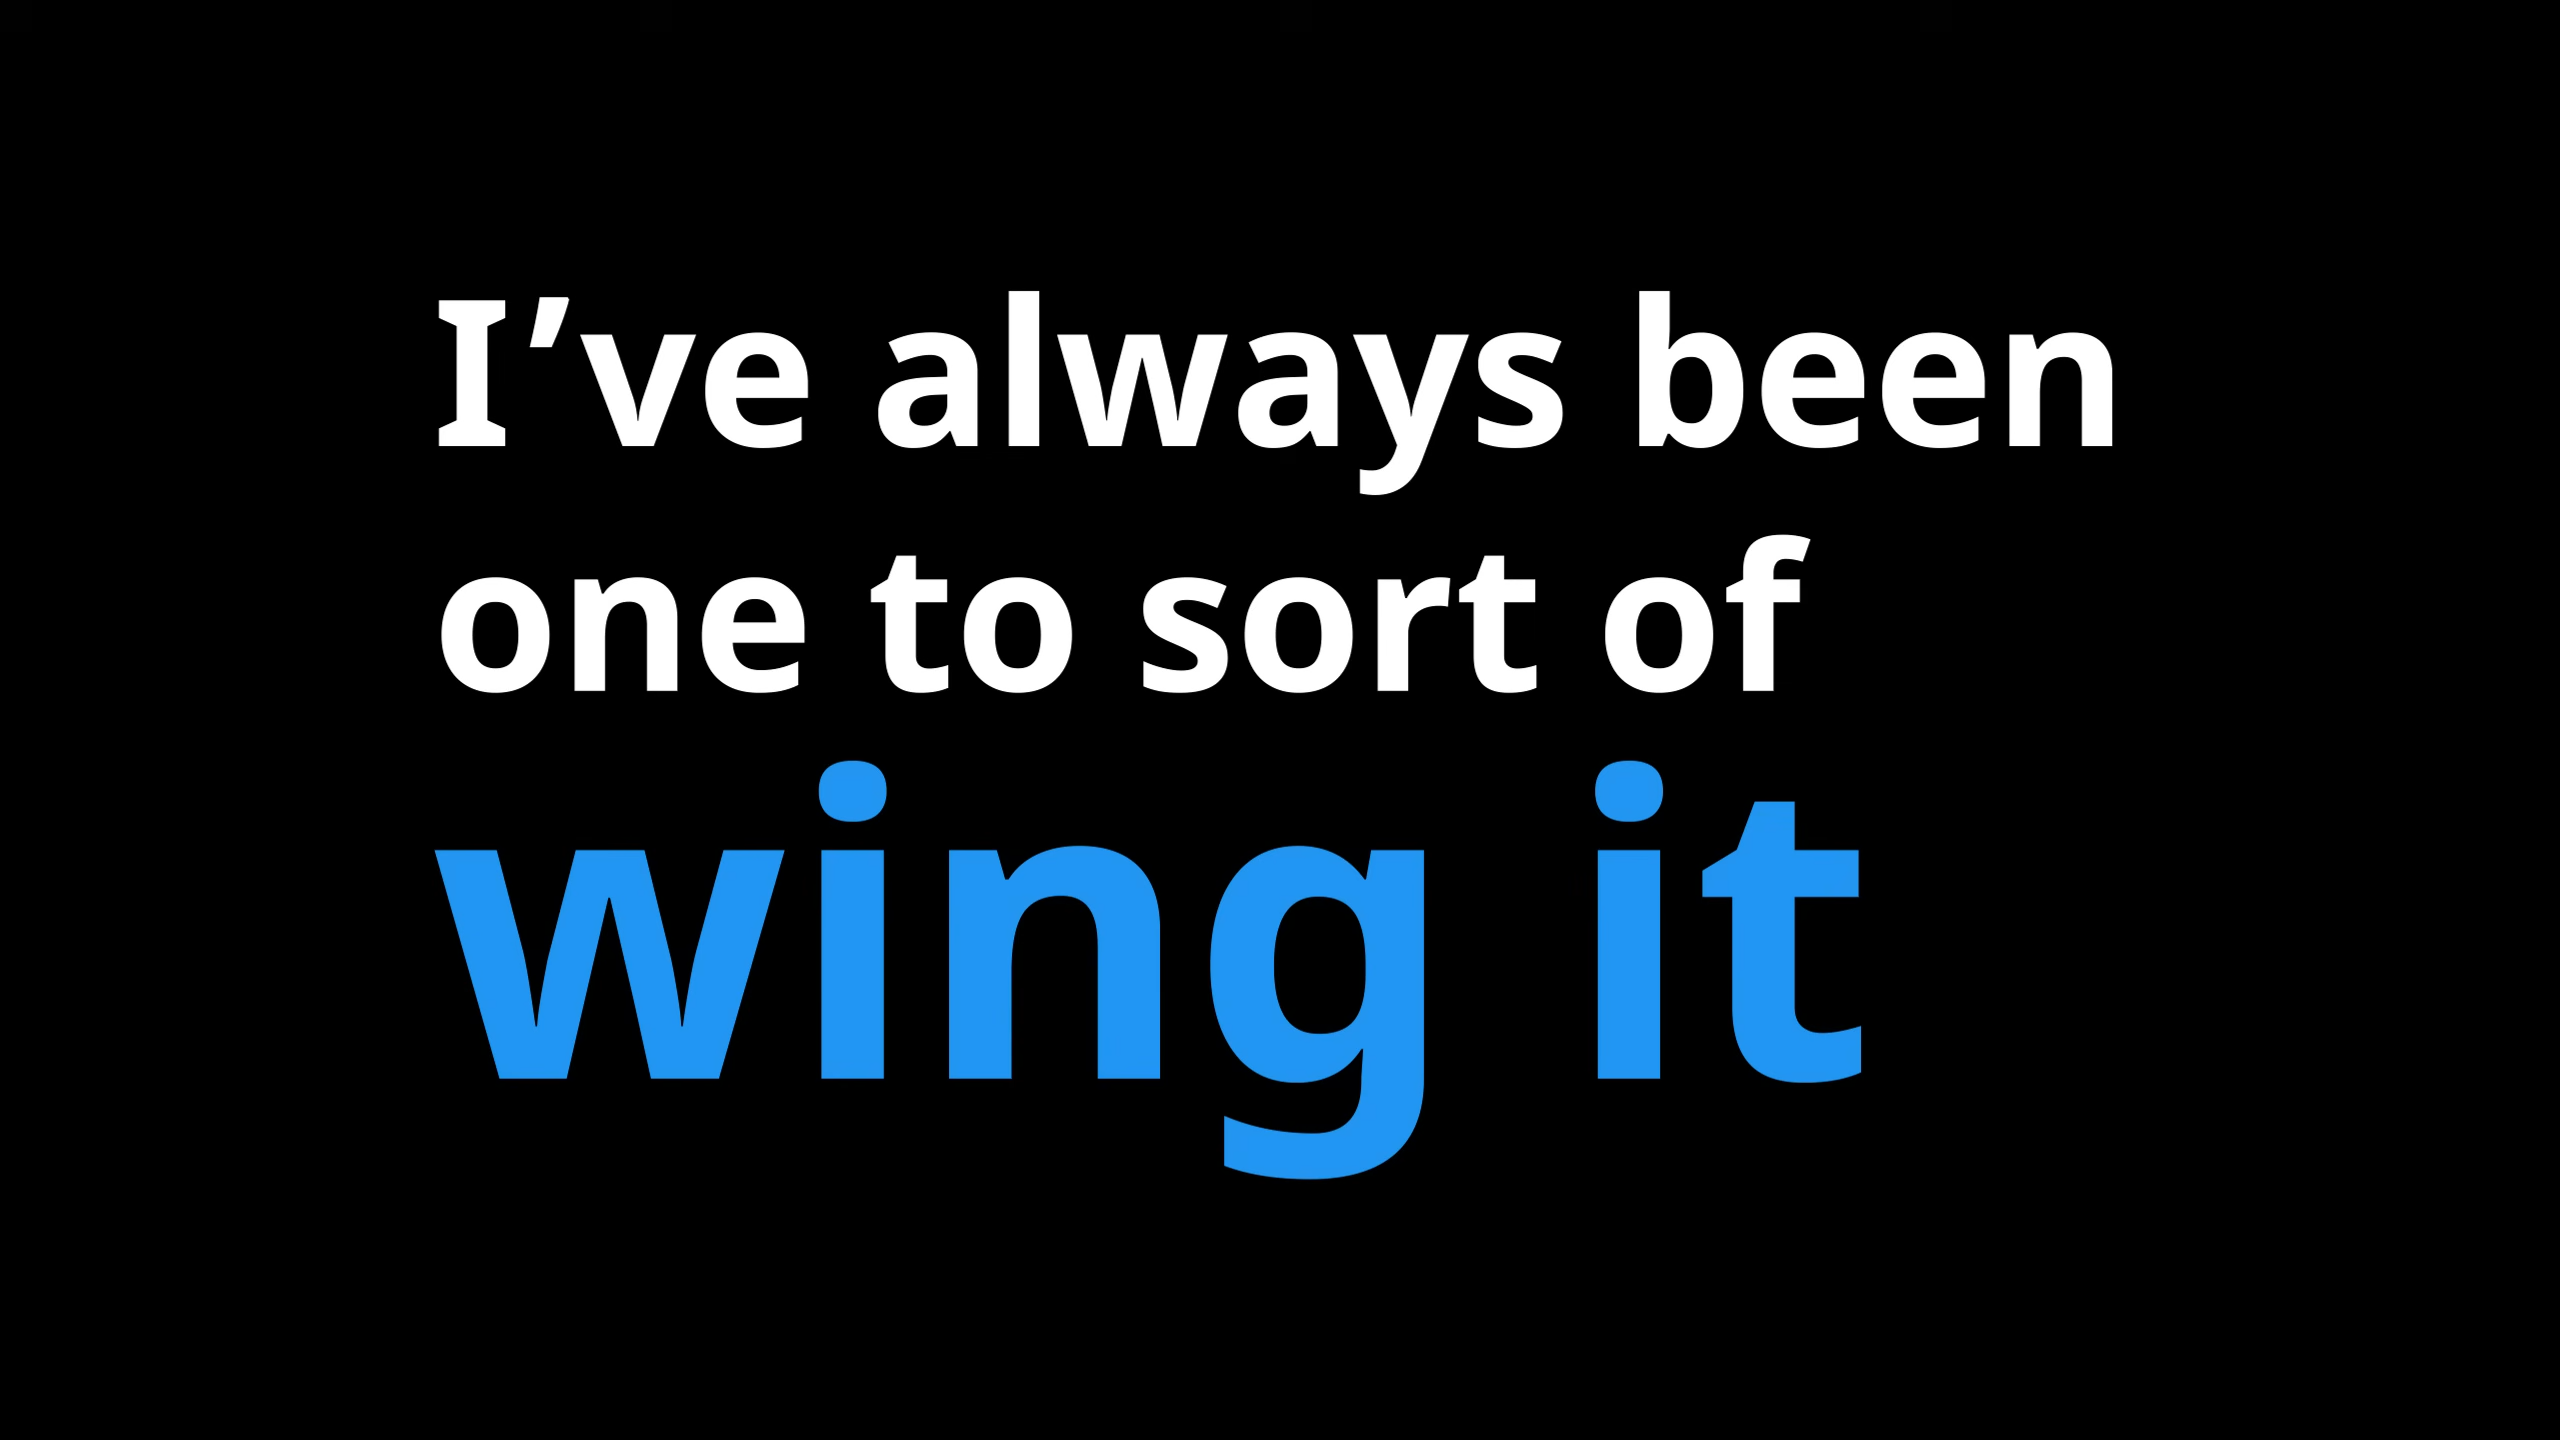 I’ve always been
one to sort of
wing it